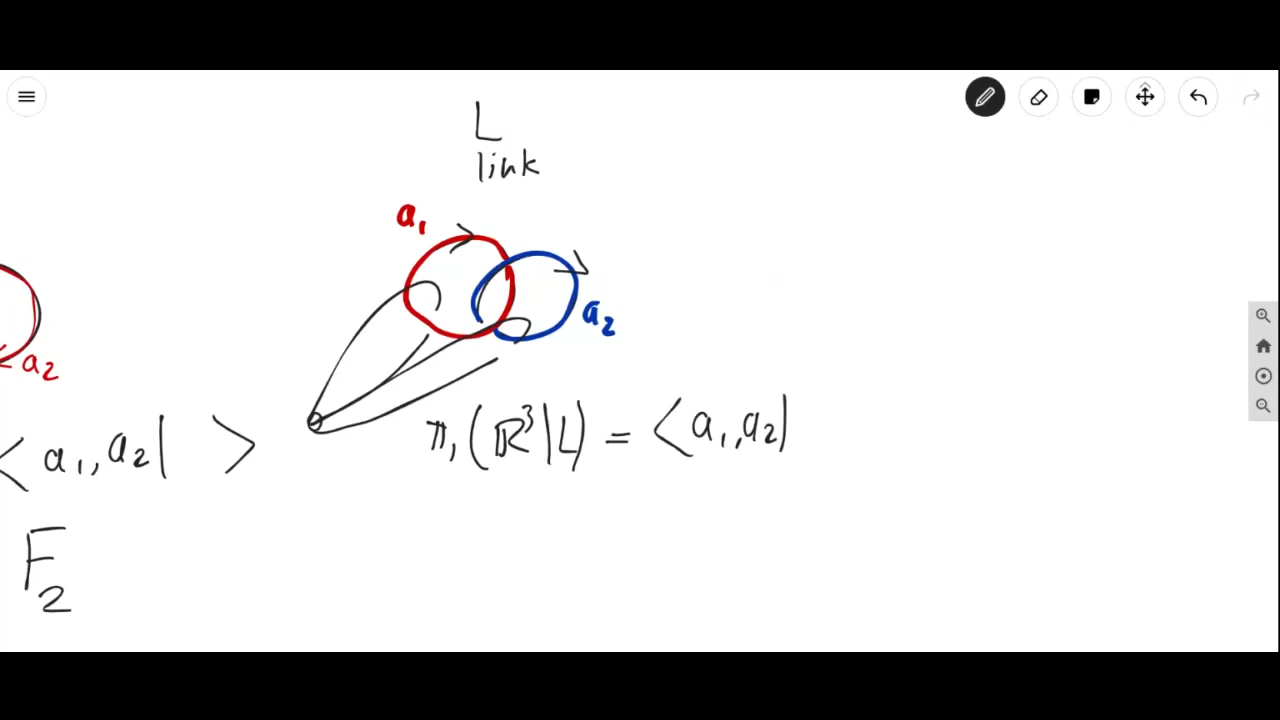 L
link
a₁
a₂
a₂
< a₁, a₂ | >
π₁ (ℝ³ \ L) = < a₁, a₂ |
F₂